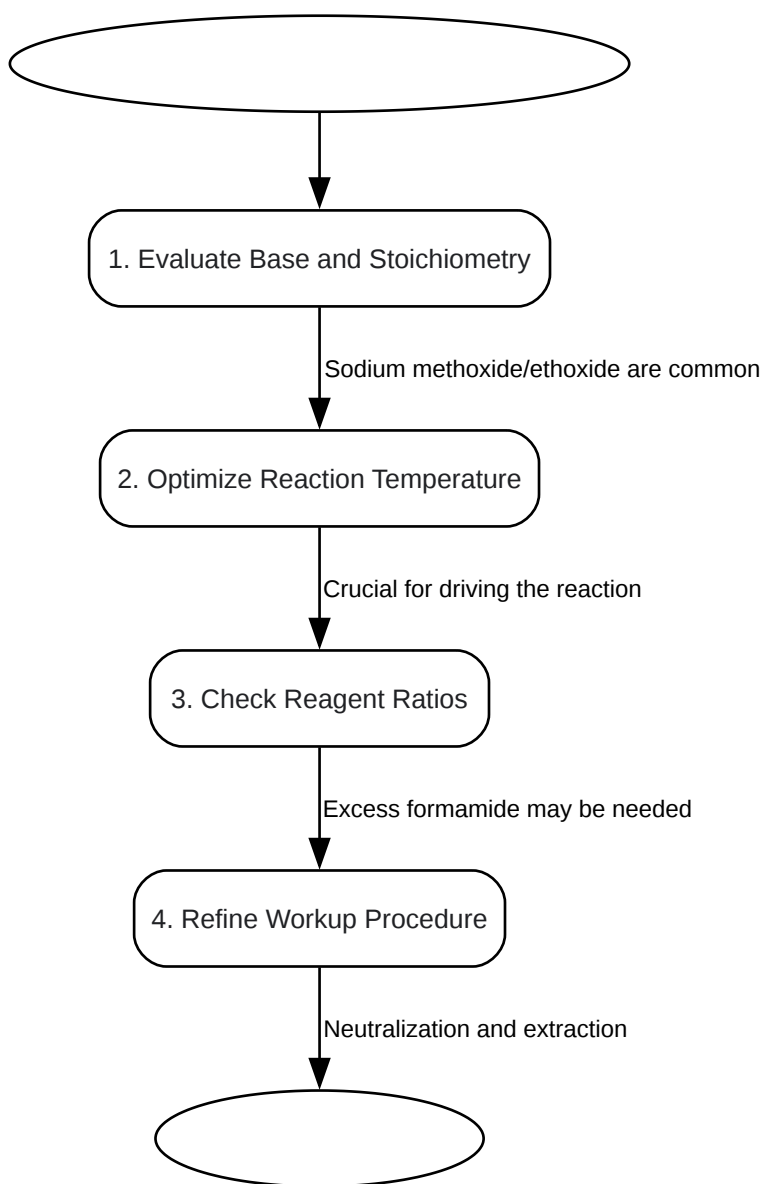 1. Evaluate Base and Stoichiometry
Sodium methoxide/ethoxide are common
2. Optimize Reaction Temperature
Crucial for driving the reaction
3. Check Reagent Ratios
Excess formamide may be needed
4. Refine Workup Procedure
Neutralization and extraction